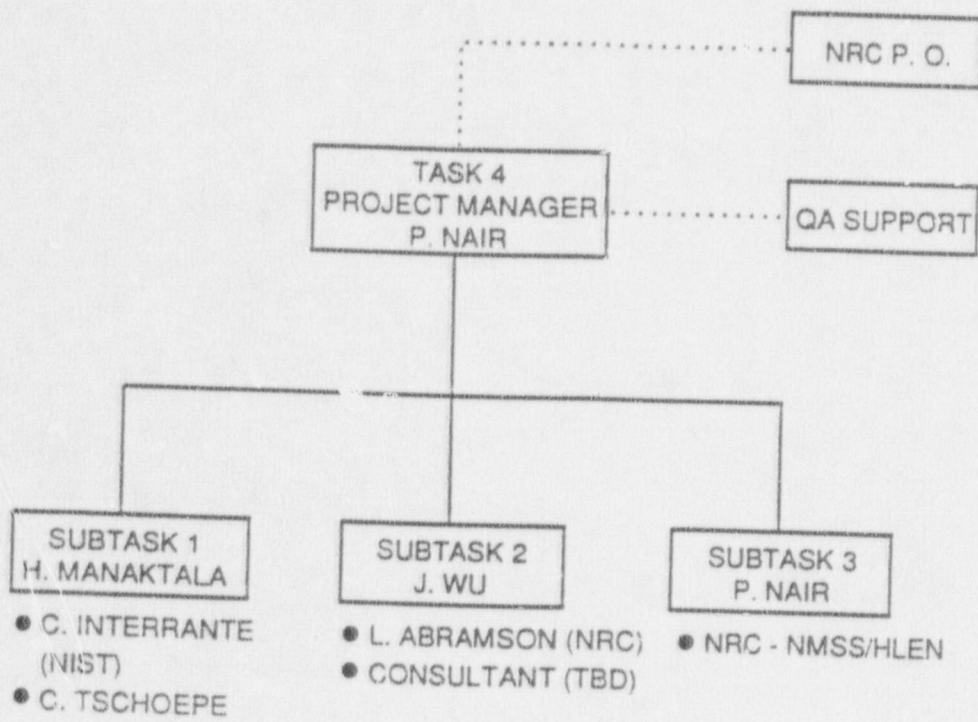 NRC P. O.
TASK 4
PROJECT MANAGER
P. NAIR
QA SUPPORT
SUBTASK 1
H. MANAKTALA
● C. INTERRANTE
(NIST)
● C. TSCHOEPE
SUBTASK 2
J. WU
● L. ABRAMSON (NRC)
● CONSULTANT (TBD)
SUBTASK 3
P. NAIR
● NRC - NMSS/HLEN